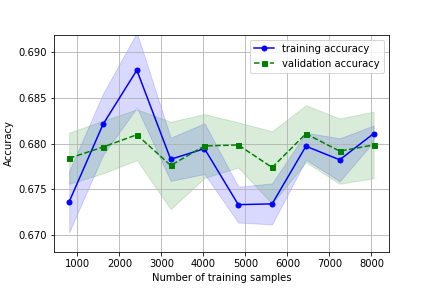 training accuracy
validation accuracy
0.690
0.685
0.680
0.675
0.670
Accuracy
1000 2000 3000 4000 5000 6000 7000 8000
Number of training samples